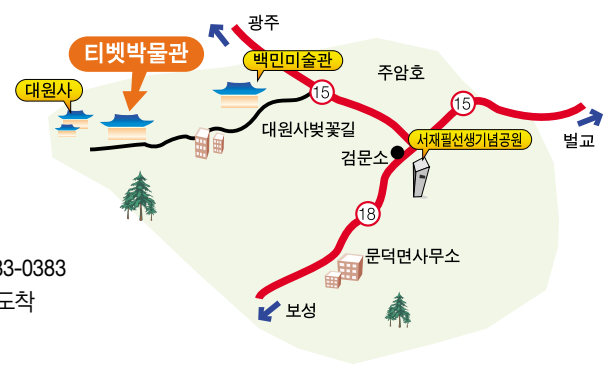 광주
티벳박물관
백민미술관
주암호
대원사
15
15
대원사벚꽃길
서재필선생기념공원
벌교
검문소
18
문덕면사무소
33-0383
도착
보성